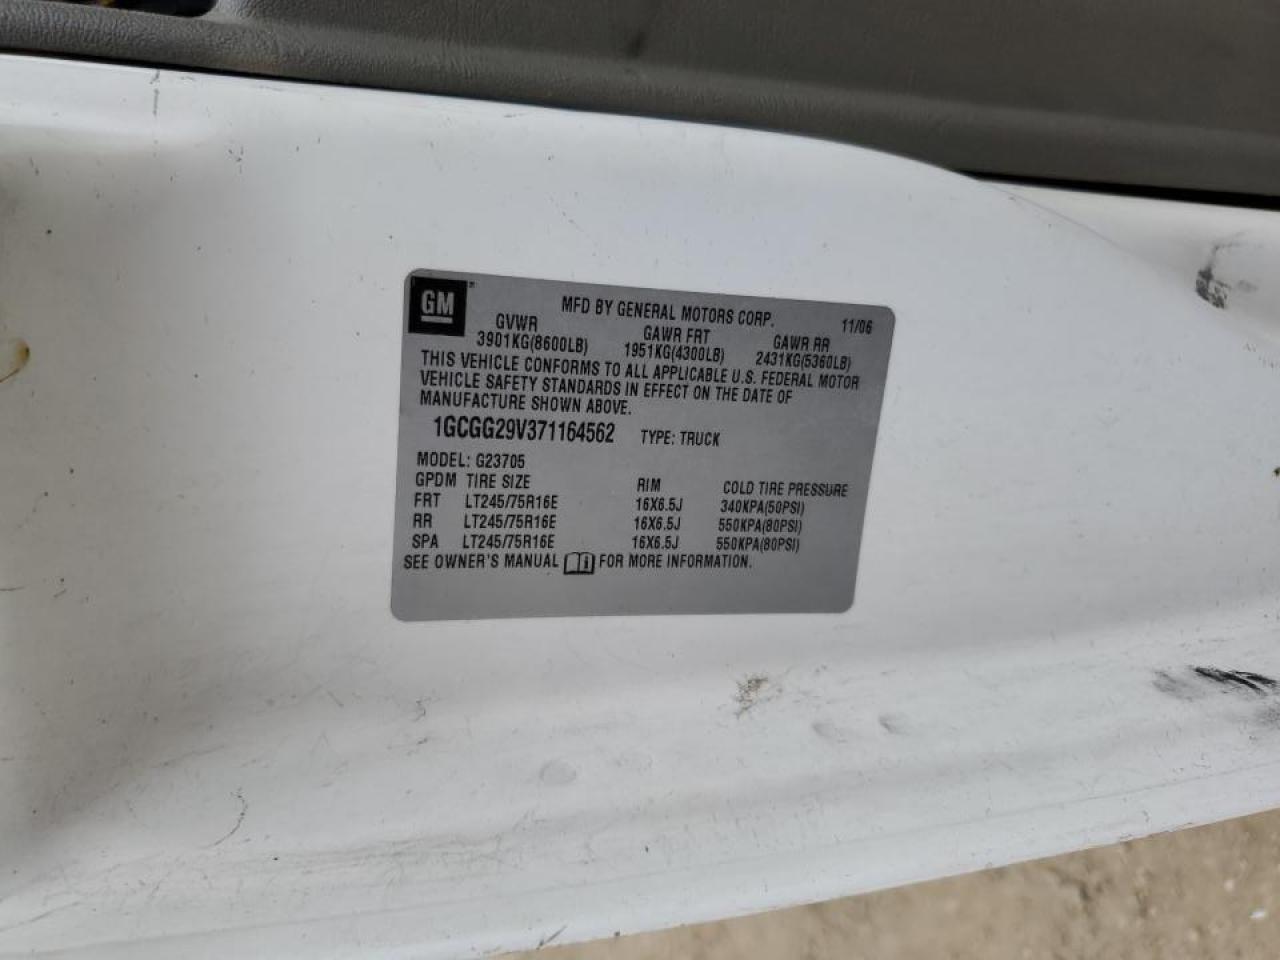 GM
MFD BY GENERAL MOTORS CORP. 11/06
GVWR GAWR FRT GAWR RR
3901KG(8600LB) 1951KG(4300LB) 2431KG(5360LB)
THIS VEHICLE CONFORMS TO ALL APPLICABLE U.S. FEDERAL MOTOR
VEHICLE SAFETY STANDARDS IN EFFECT ON THE DATE OF
MANUFACTURE SHOWN ABOVE.
1GCGG29V371164562 TYPE: TRUCK
MODEL: G23705
GPDM TIRE SIZE RIM COLD TIRE PRESSURE
FRT LT245/75R16E 16X6.5J 340KPA(50PSI)
RR LT245/75R16E 16X6.5J 550KPA(80PSI)
SPA LT245/75R16E 16X6.5J 550KPA(80PSI)
SEE OWNER'S MANUAL i FOR MORE INFORMATION.